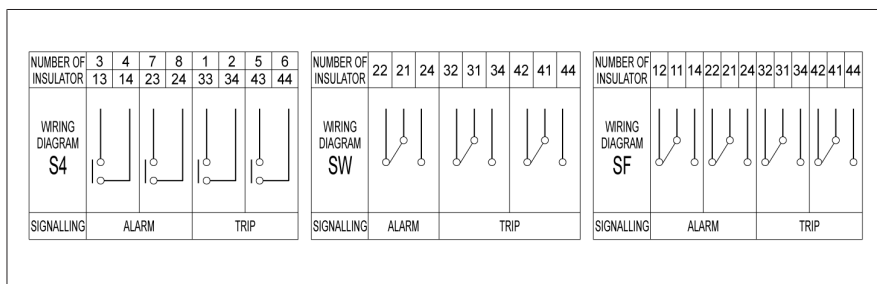 NUMBER OF INSULATOR 3 4 7 8 1 2 5 6
13 14 23 24 33 34 43 44
WIRING
DIAGRAM
S4
SIGNALLING ALARM TRIP
NUMBER OF
INSULATOR 22 21 24 32 31 34 42 41 44
WIRING
DIAGRAM
SW
SIGNALLING ALARM TRIP
NUMBER OF
INSULATOR 12 11 14 22 21 24 32 31 34 42 41 44
WIRING
DIAGRAM
SF
SIGNALLING ALARM TRIP